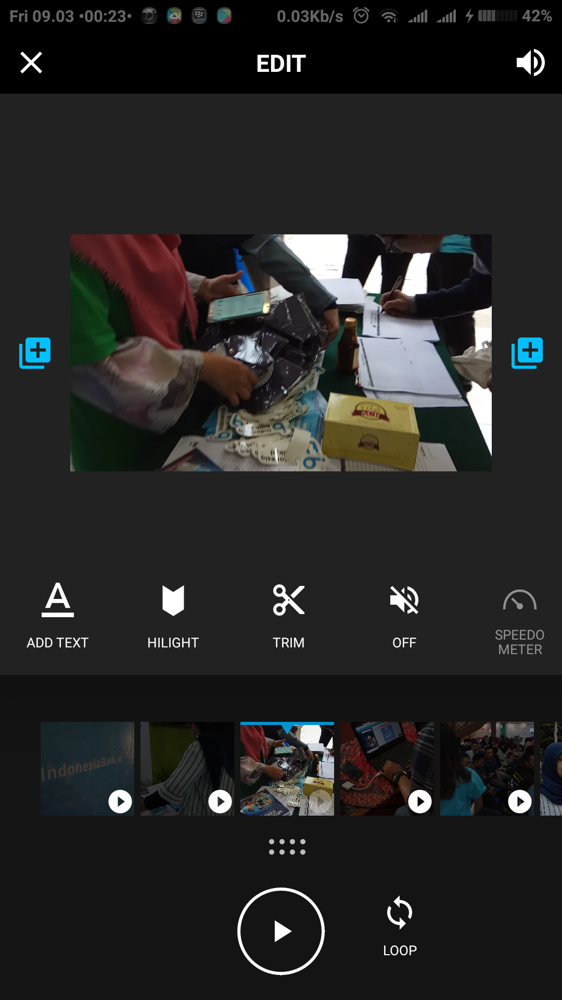 Fri 09.03 •00:23•
0.03Kb/s
42%
EDIT
ACR
ADD TEXT
HILIGHT
TRIM
OFF
SPEEDO
METER
IndonesiaBaik.id
LOOP